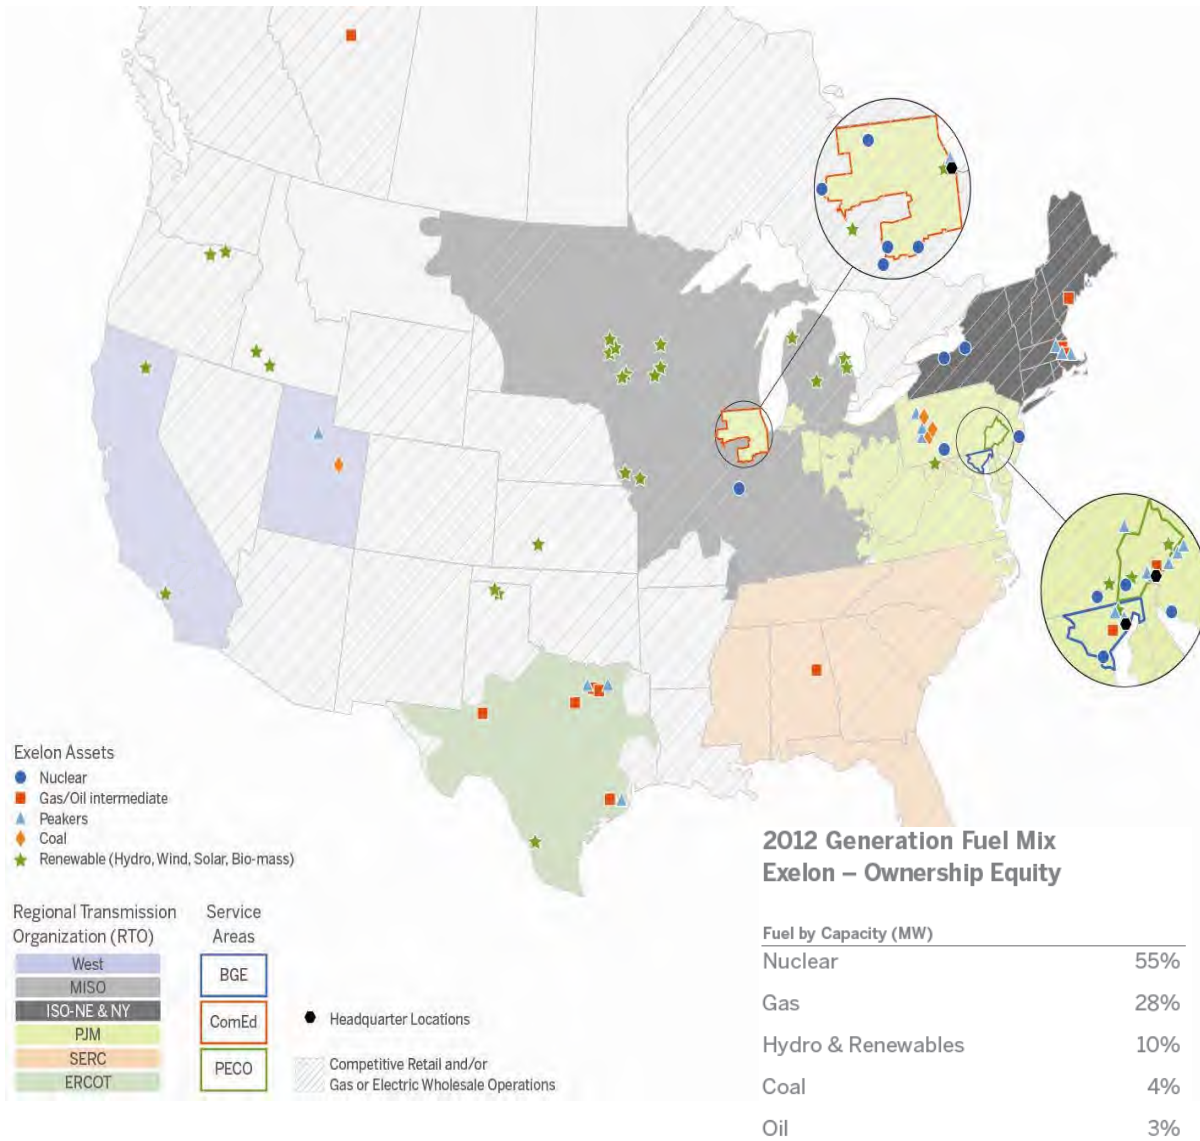 Exelon Assets
Nuclear
Gas/Oil intermediate
Peakers
Coal
Renewable (Hydro, Wind, Solar, Bio-mass)
Regional Transmission
Organization (RTO)
West
MISO
ISO-NE & NY
PJM
SERC
ERCOT
Service
Areas
BGE
ComEd
PECO
Headquarter Locations
Competitive Retail and/or
Gas or Electric Wholesale Operations
2012 Generation Fuel Mix
Exelon – Ownership Equity
Fuel by Capacity (MW)
Nuclear 55%
Gas 28%
Hydro & Renewables 10%
Coal 4%
Oil 3%